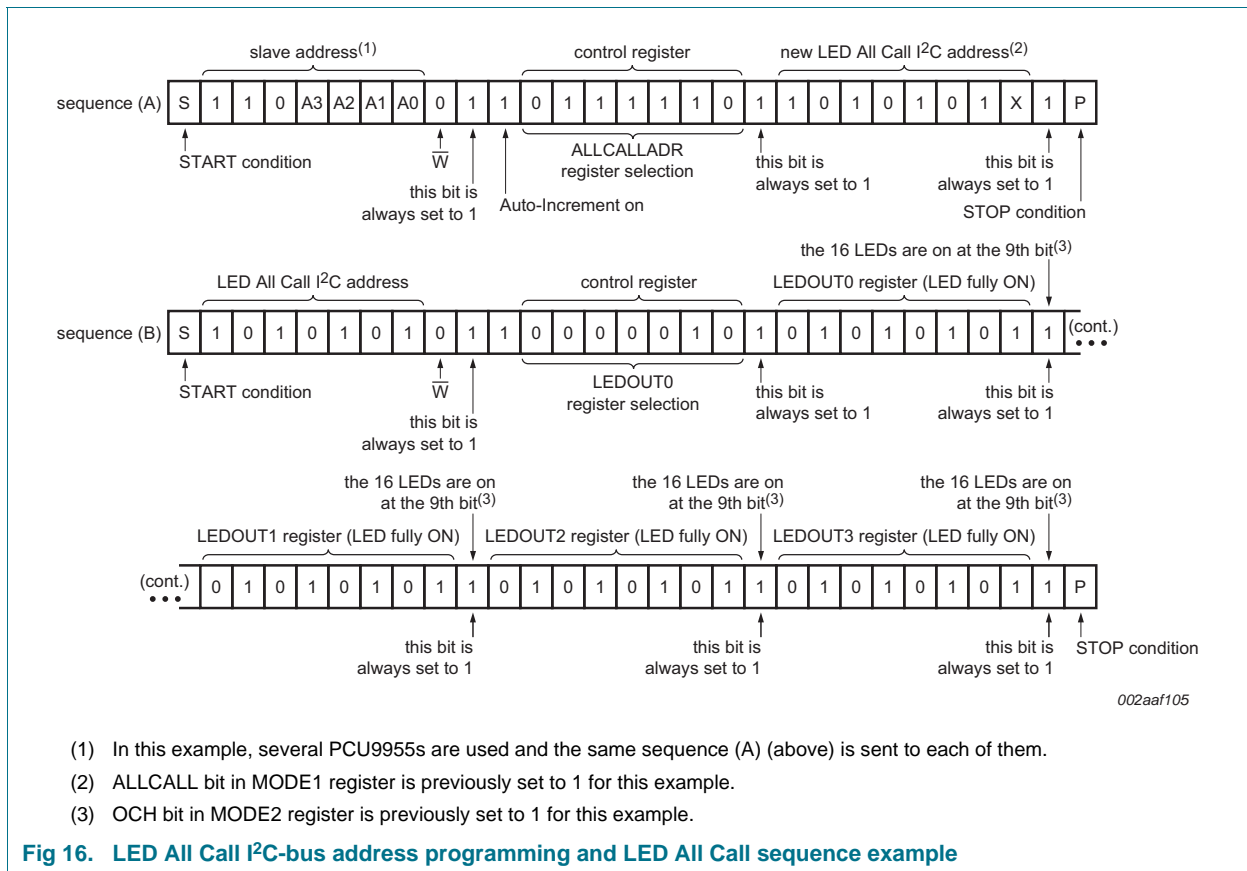 slave address(1)
control register
new LED All Call I2C address(2)
sequence (A) S 1 1 0 A3 A2 A1 A0 0 1 1 0 1 1 1 1 1 0 1 1 0 1 0 1 0 1 X 1 P
START condition
W
this bit is
always set to 1
Auto-Increment on
ALLCALLADR
register selection
this bit is
always set to 1
this bit is
always set to 1
STOP condition
the 16 LEDs are on at the 9th bit(3)
LED All Call I2C address
control register
LEDOUT0 register (LED fully ON)
sequence (B) S 1 0 1 0 1 0 1 0 1 1 0 0 0 0 0 1 0 1 0 1 0 1 0 1 0 1 1 (cont.)
START condition
W
this bit is
always set to 1
LEDOUT0
register selection
this bit is
always set to 1
this bit is
always set to 1
the 16 LEDs are on
at the 9th bit(3)
the 16 LEDs are on
at the 9th bit(3)
the 16 LEDs are on
at the 9th bit(3)
LEDOUT1 register (LED fully ON)
LEDOUT2 register (LED fully ON)
LEDOUT3 register (LED fully ON)
(cont.) 0 1 0 1 0 1 0 1 1 0 1 0 1 0 1 0 1 1 0 1 0 1 0 1 0 1 1 P
this bit is
always set to 1
this bit is
always set to 1
this bit is
always set to 1
STOP condition
002aaf105
(1) In this example, several PCU9955s are used and the same sequence (A) (above) is sent to each of them.
(2) ALLCALL bit in MODE1 register is previously set to 1 for this example.
(3) OCH bit in MODE2 register is previously set to 1 for this example.
Fig 16. LED All Call I2C-bus address programming and LED All Call sequence example